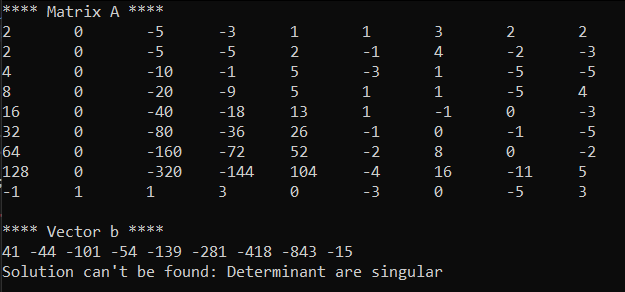 **** Matrix A ****
2 0 -5 -3 1 1 3 2 2
2 0 -5 -5 2 -1 4 -2 -3
4 0 -10 -1 5 -3 1 -5 -5
8 0 -20 -9 5 1 1 -5 4
16 0 -40 -18 13 1 -1 0 -3
32 0 -80 -36 26 -1 0 -1 -5
64 0 -160 -72 52 -2 8 0 -2
128 0 -320 -144 104 -4 16 -11 5
-1 1 1 3 0 -3 0 -5 3
**** Vector b ****
41 -44 -101 -54 -139 -281 -418 -843 -15
Solution can't be found: Determinant are singular